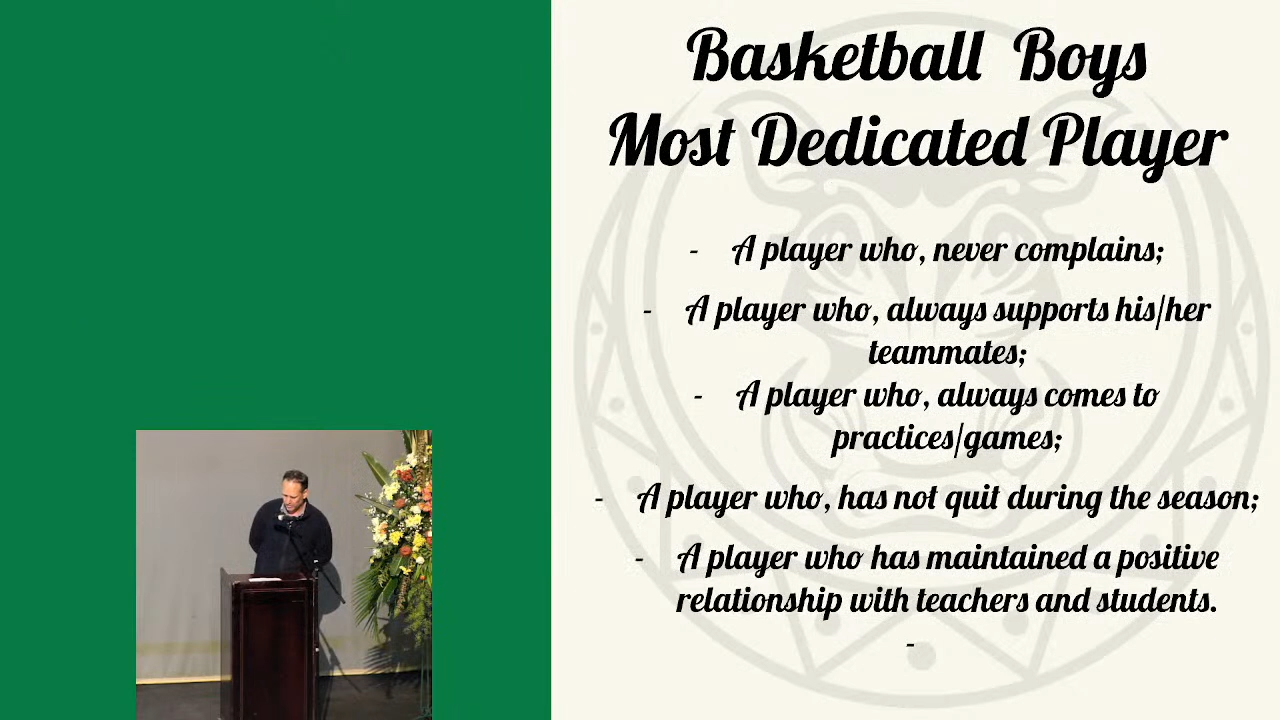 Basketball Boys
Most Dedicated Player
- A player who, never complains;
- A player who, always supports his/her
teammates;
- A player who, always comes to
practices/games;
- A player who, has not quit during the season;
- A player who has maintained a positive
relationship with teachers and students.
-